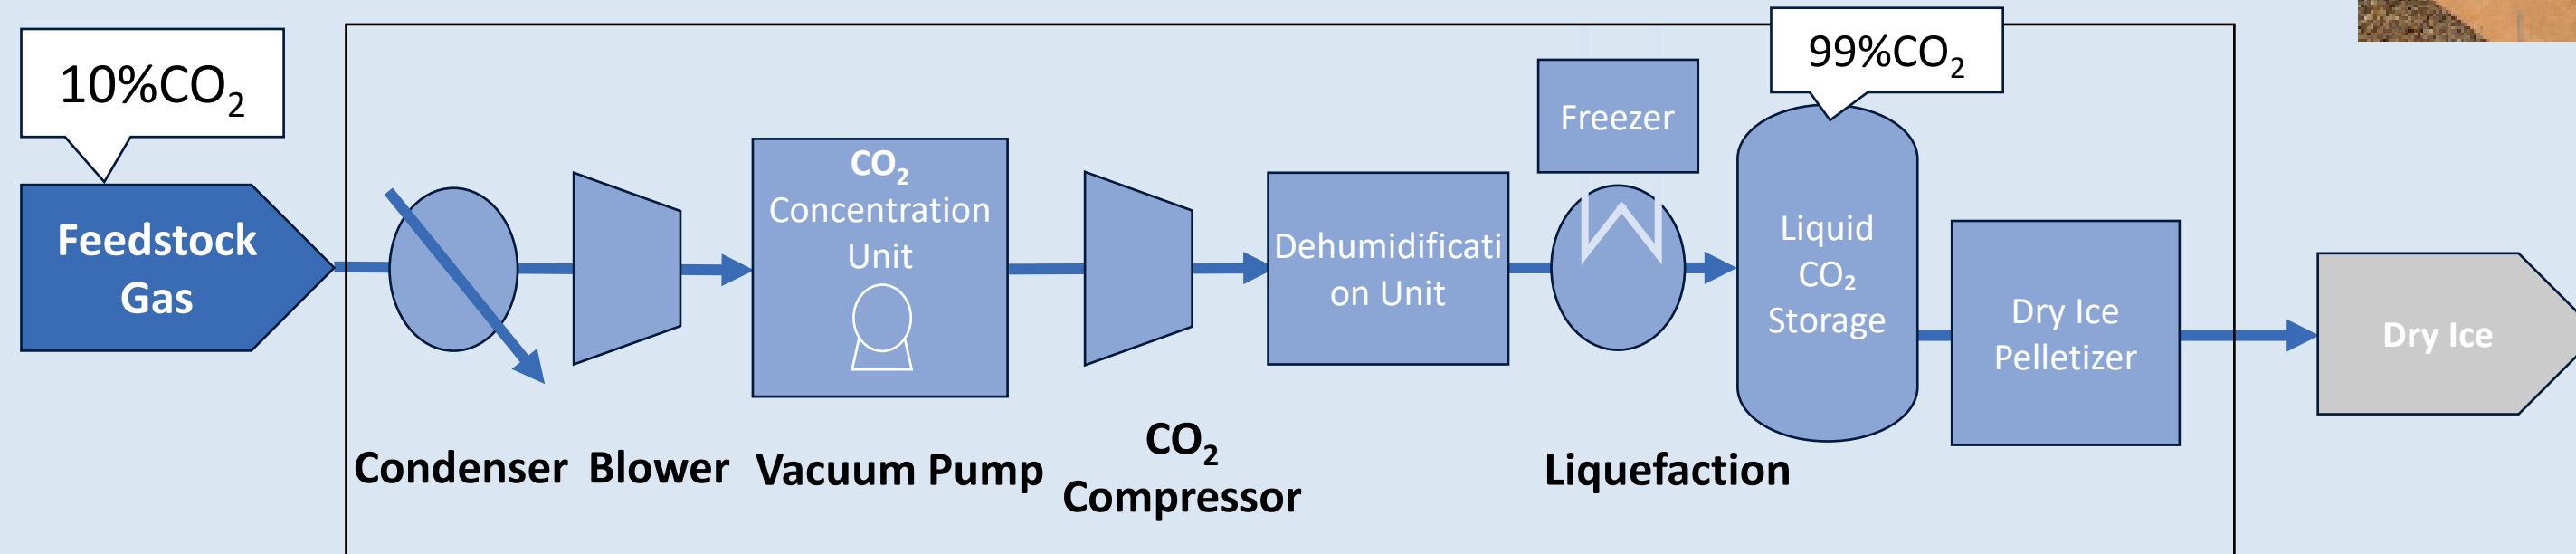 10%CO₂
Feedstock
Gas
CO₂
Concentration
Unit
Dehumidificati
on Unit
Freezer
99%CO₂
Liquid
CO₂
Storage
Dry Ice
Pelletizer
Dry Ice
Condenser
Blower
Vacuum Pump
CO₂
Compressor
Liquefaction